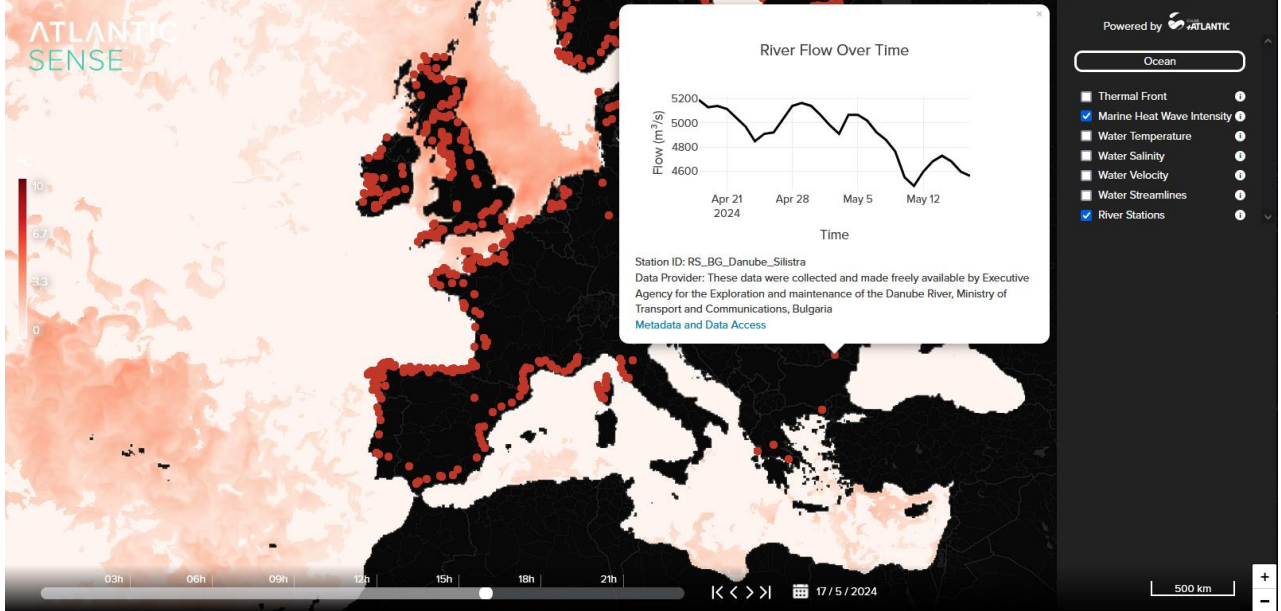 ATLANTIC
SENSE
10
6.7
3.3
0
River Flow Over Time
×
5200
5000
4800
4600
Flow (m³/s)
Apr 21
2024
Apr 28
May 5
May 12
Time
Station ID: RS_BG_Danube_Silistra
Data Provider: These data were collected and made freely available by Executive
Agency for the Exploration and maintenance of the Danube River, Ministry of
Transport and Communications, Bulgaria
Metadata and Data Access
Powered by +ATLANTIC
Ocean
Thermal Front
Marine Heat Wave Intensity
Water Temperature
Water Salinity
Water Velocity
Water Streamlines
River Stations
03h
06h
09h
12h
15h
18h
21h
17 / 5 / 2024
500 km
+
−